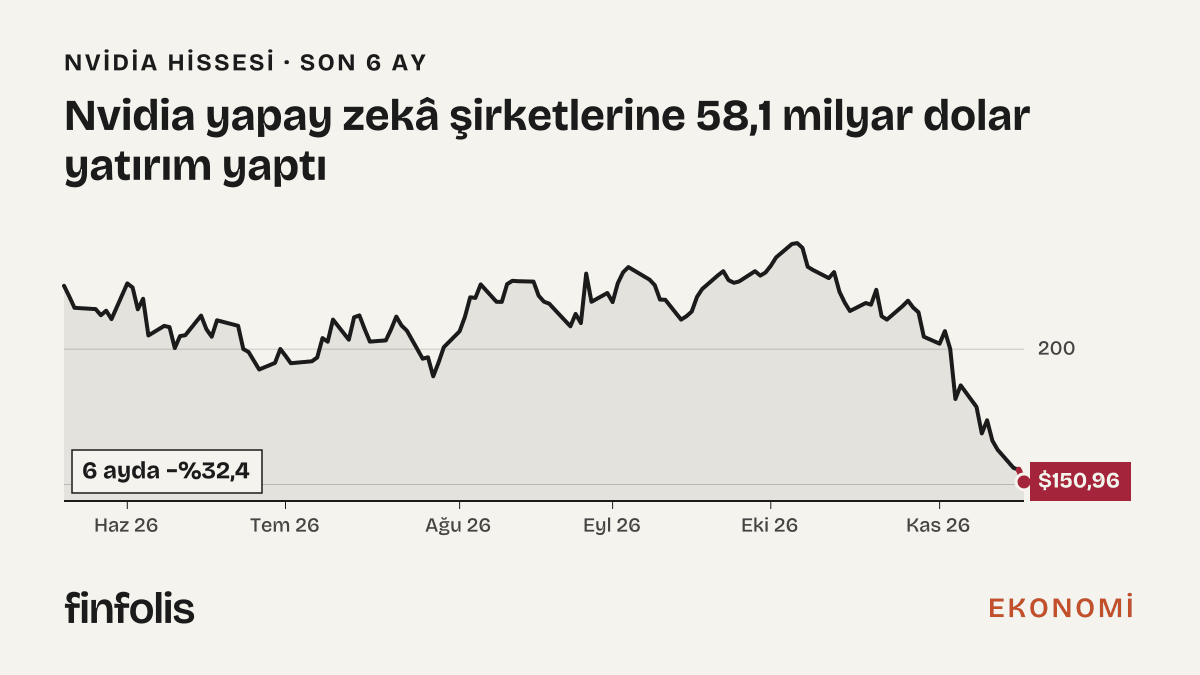 NVİDİA HİSSESİ · SON 6 AY
Nvidia yapay zekâ şirketlerine 58,1 milyar dolar
yatırım yaptı
200
6 ayda -%32,4
$150,96
Haz 26 Tem 26 Ağu 26 Eyl 26 Eki 26 Kas 26
finfolis
EKONOMİ